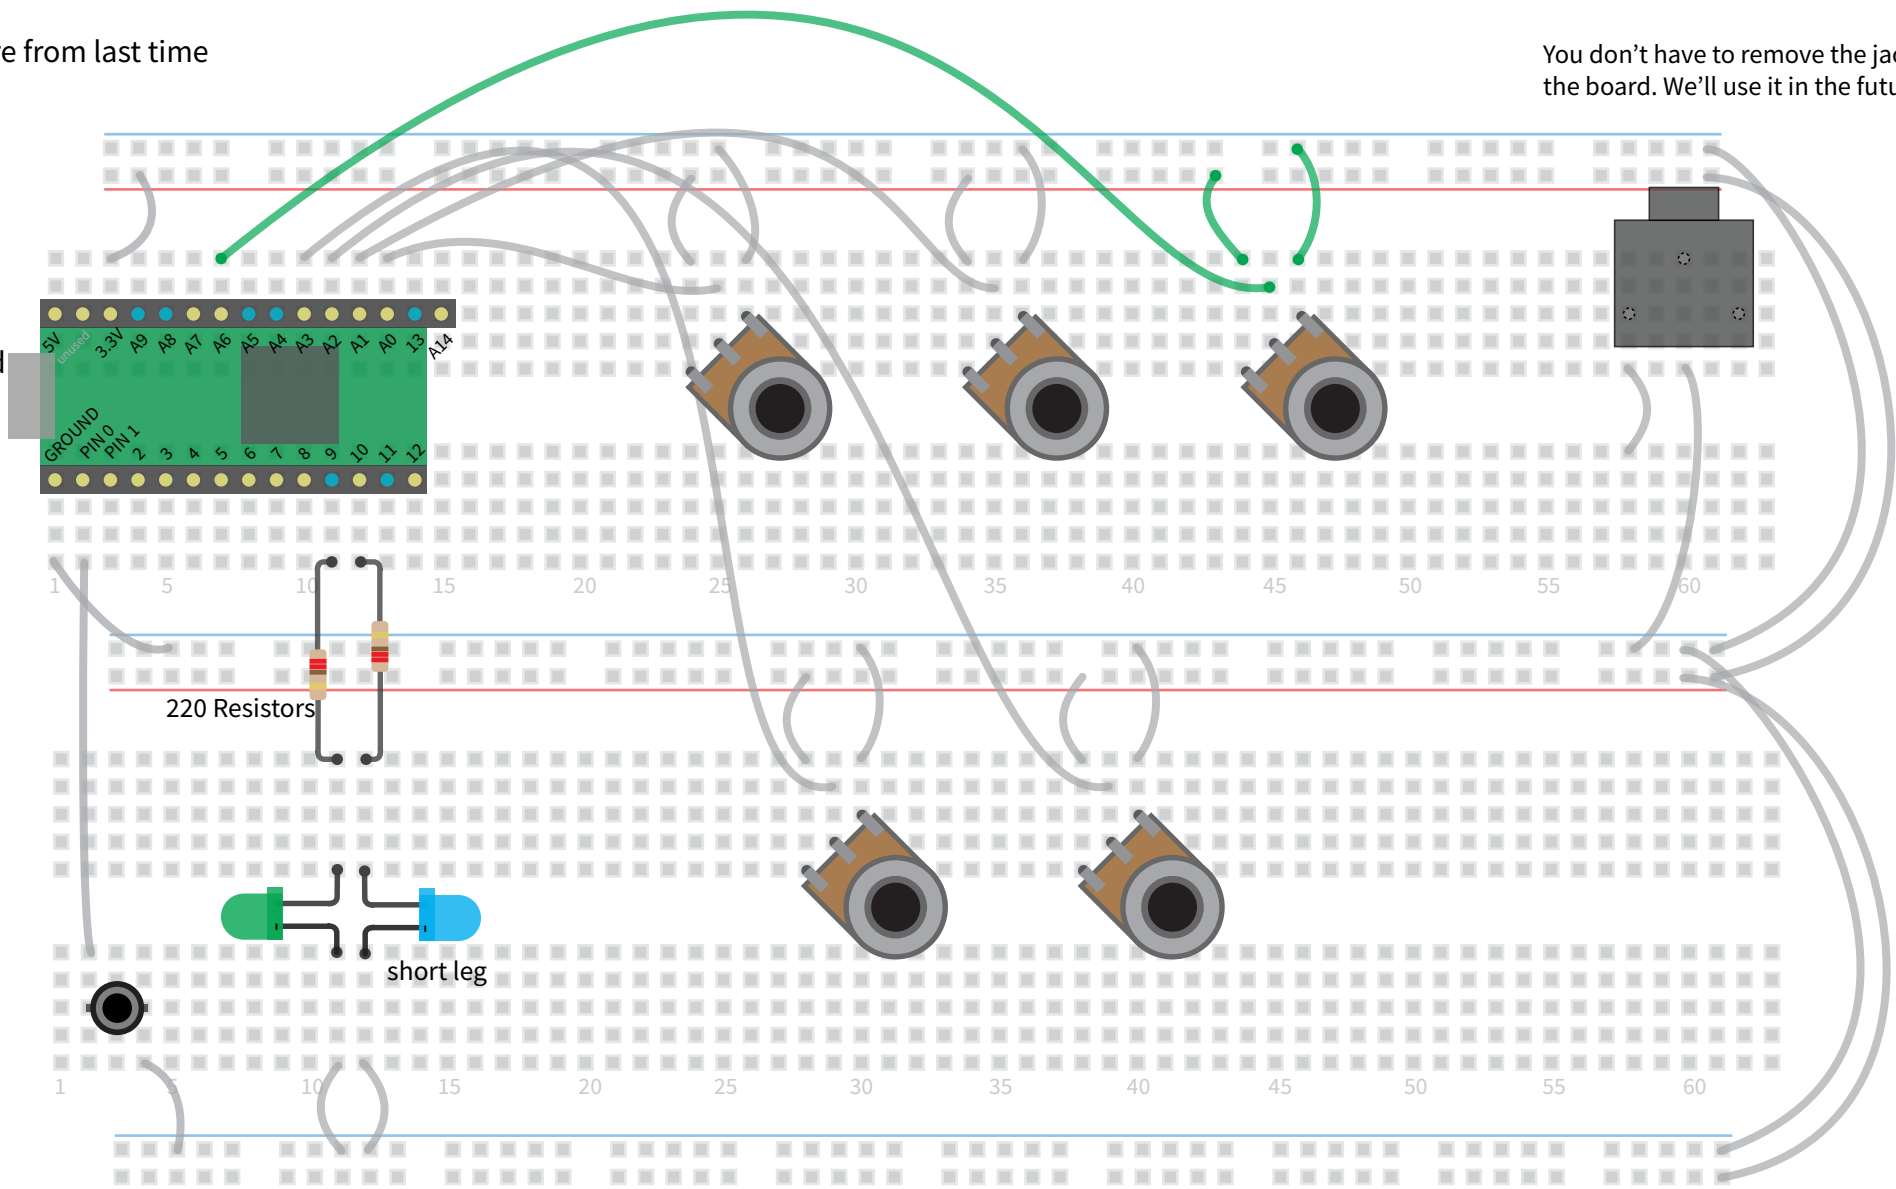 e from last time
You don't have to remove the jac
the board. We'll use it in the futu
5V unused 3.3V A9 A8 A7 A6 A5 A4 A3 A2 A1 A0 13 A14
d
GROUND PIN 0 PIN 1 2 3 4 5 6 7 8 9 10 11 12
1 5 10 15 20 25 30 35 40 45 50 55 60
220 Resistors
short leg
1 5 10 15 20 25 30 35 40 45 50 55 60